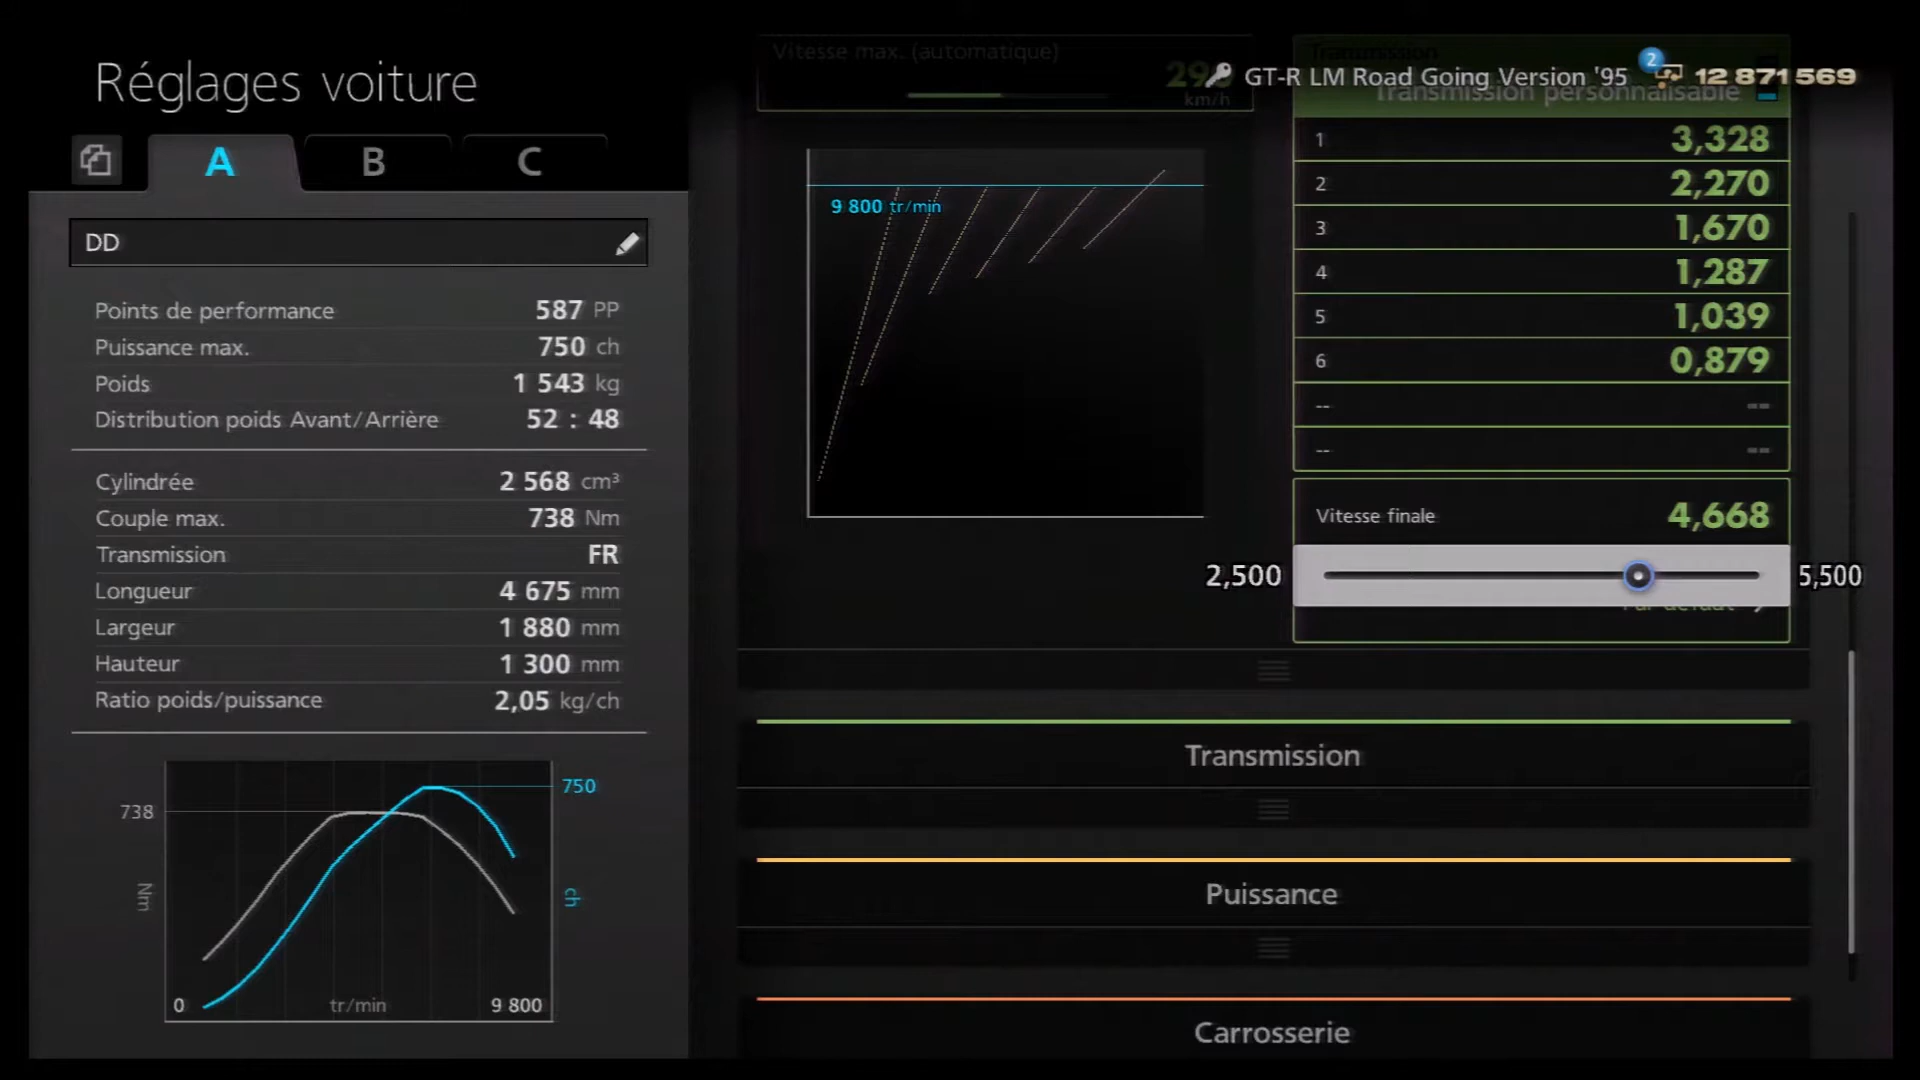 Réglages voiture
A
B
C
DD
Points de performance 587 PP
Puissance max. 750 ch
Poids 1 543 kg
Distribution poids Avant/Arrière 52 : 48
Cylindrée 2 568 cm³
Couple max. 738 Nm
Transmission FR
Longueur 4 675 mm
Largeur 1 880 mm
Hauteur 1 300 mm
Ratio poids/puissance 2,05 kg/ch
738
750
Nm
ch
0 tr/min 9 800
Vitesse max. (automatique)
km/h
9 800 tr/min
GT-R LM Road Going Version '95
2
12 871 569
Transmission
Transmission personnalisable
1 3,328
2 2,270
3 1,670
4 1,287
5 1,039
6 0,879
-- --
-- --
Vitesse finale 4,668
2,500
5,500
Transmission
Puissance
Carrosserie